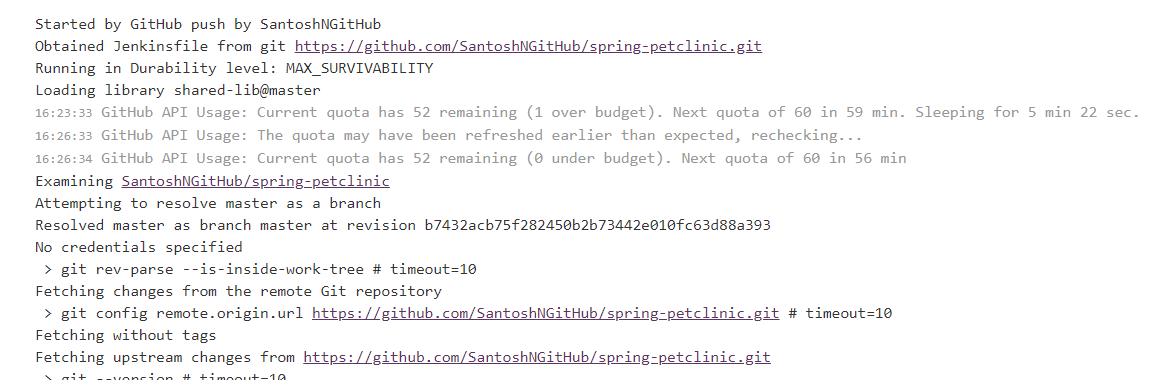 Started by GitHub push by SantoshNGitHub
Obtained Jenkinsfile from git https://github.com/SantoshNGitHub/spring-petclinic.git
Running in Durability level: MAX_SURVIVABILITY
Loading library shared-lib@master
16:23:33 GitHub API Usage: Current quota has 52 remaining (1 over budget). Next quota of 60 in 59 min. Sleeping for 5 min 22 sec.
16:26:33 GitHub API Usage: The quota may have been refreshed earlier than expected, rechecking...
16:26:34 GitHub API Usage: Current quota has 52 remaining (0 under budget). Next quota of 60 in 56 min
Examining SantoshNGitHub/spring-petclinic
Attempting to resolve master as a branch
Resolved master as branch master at revision b7432acb75f282450b2b73442e010fc63d88a393
No credentials specified
> git rev-parse --is-inside-work-tree # timeout=10
Fetching changes from the remote Git repository
> git config remote.origin.url https://github.com/SantoshNGitHub/spring-petclinic.git # timeout=10
Fetching without tags
Fetching upstream changes from https://github.com/SantoshNGitHub/spring-petclinic.git
> git --version # timeout=10